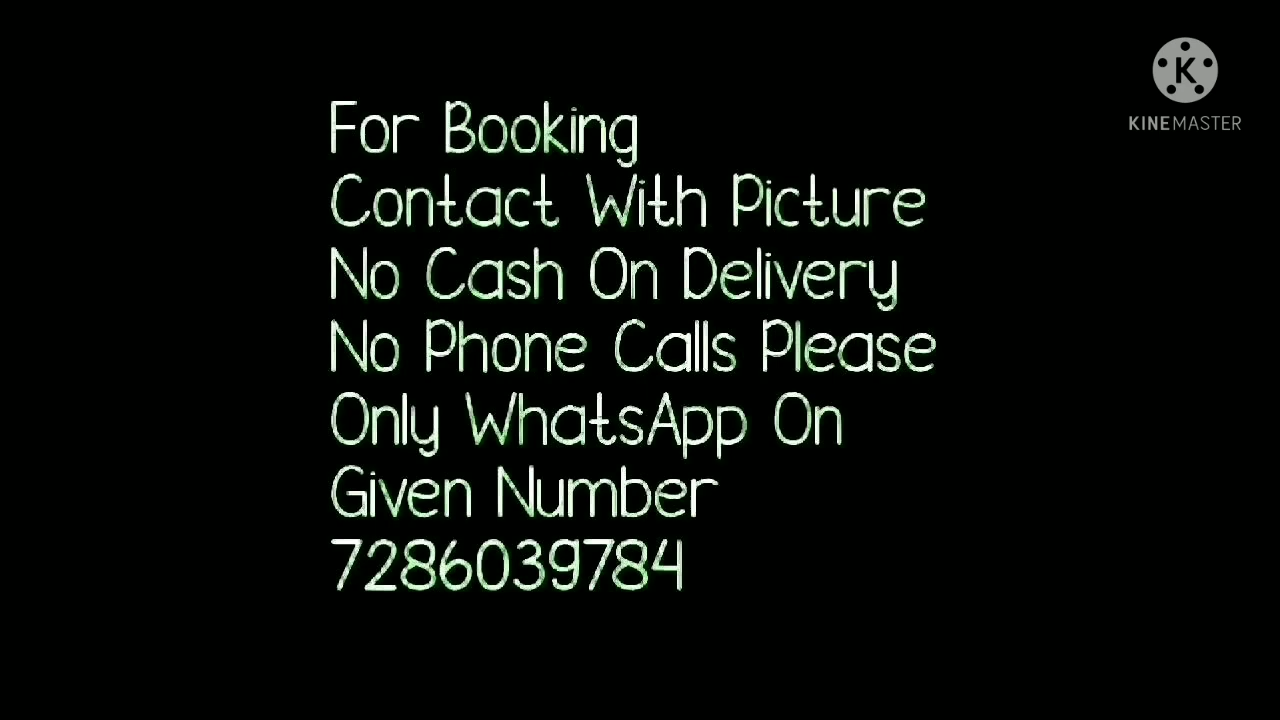 For Booking
Contact With Picture
No Cash On Delivery
No Phone Calls Please
Only WhatsApp On
Given Number
7286039784
K
KINEMASTER